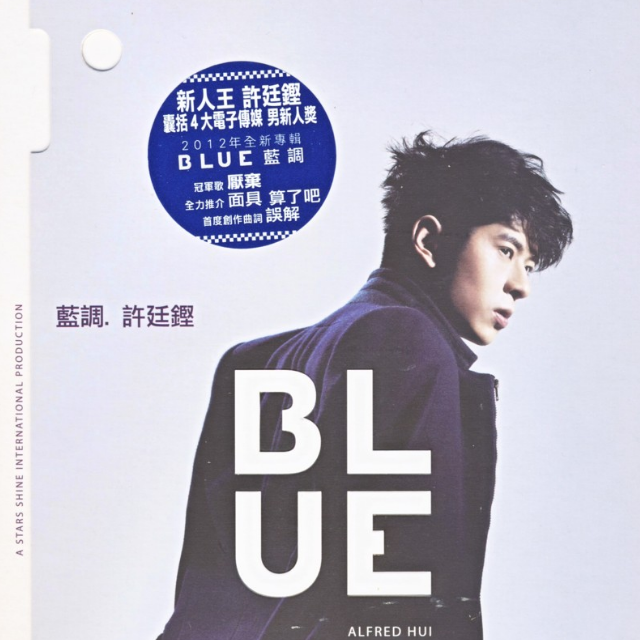 新人王 許廷鏗
囊括4大電子傳媒 男新人獎
2012年全新專輯
BLUE 藍調
冠軍歌 厭棄
全力推介 面具 算了吧
首度創作曲詞 誤解
藍調. 許廷鏗
A STARS SHINE INTERNATIONAL PRODUCTION
BL
UE
ALFRED HUI